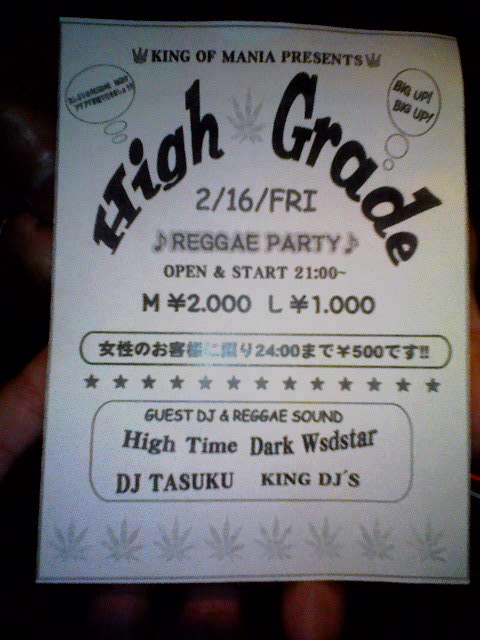 KING OF MANIA PRESENTS
BIG UP!
BIG UP!
High Grade
2/16/FRI
♪REGGAE PARTY♪
OPEN & START 21:00~
M ¥2.000 L ¥1.000
女性のお客様に限り24:00まで¥500です!!
★ ★ ★ ★ ★ ★ ★ ★ ★ ★ ★ ★ ★
GUEST DJ & REGGAE SOUND
High Time Dark Wsdstar
DJ TASUKU KING DJ'S